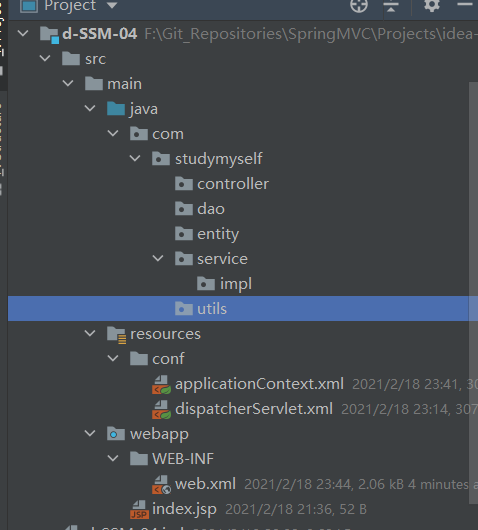 Project
d-SSM-04 F:\Git_Repositories\SpringMVC\Projects\idea-
src
main
java
com
studymyself
controller
dao
entity
service
impl
utils
resources
conf
applicationContext.xml 2021/2/18 23:41, 30
dispatcherServlet.xml 2021/2/18 23:14, 307
webapp
WEB-INF
web.xml 2021/2/18 23:44, 2.06 kB 4 minutes a
index.jsp 2021/2/18 21:36, 52 B